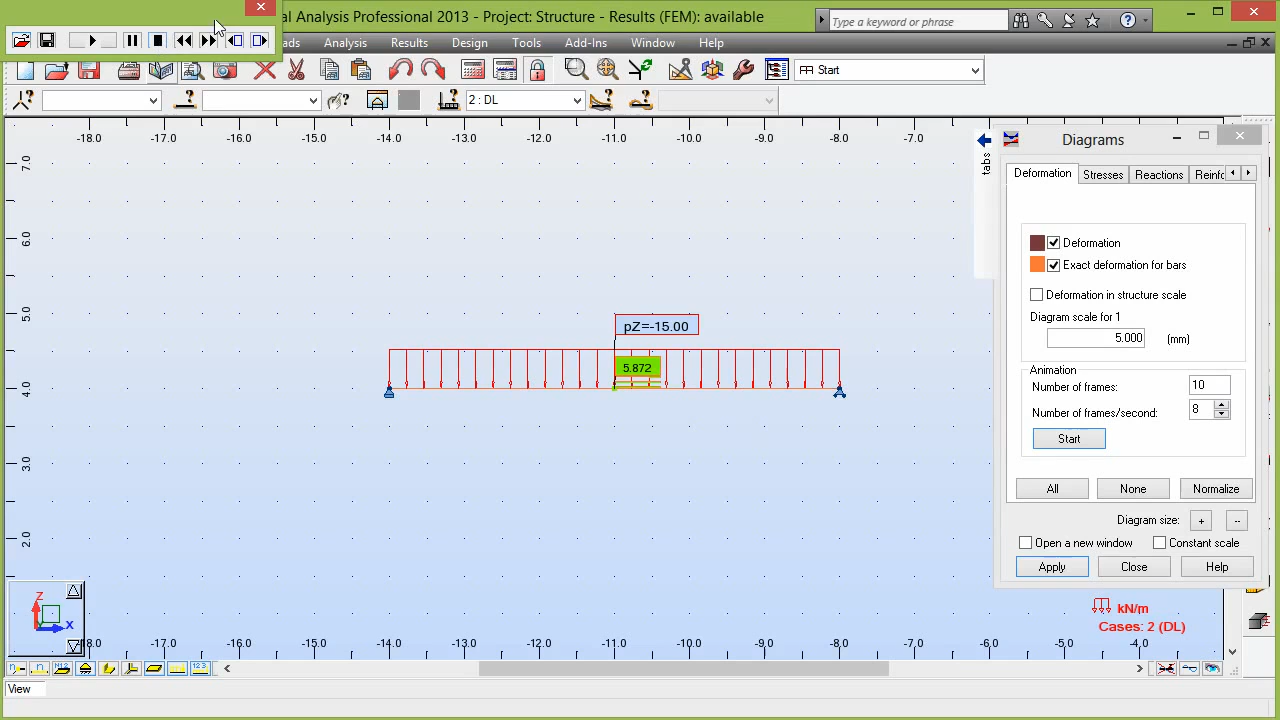 al Analysis Professional 2013 - Project: Structure - Results (FEM): available
Type a keyword or phrase
ads Analysis Results Design Tools Add-Ins Window Help
Start
2 : DL
-18.0 -17.0 -16.0 -15.0 -14.0 -13.0 -12.0 -11.0 -10.0 -9.0 -8.0 -7.0
7.0
6.0
5.0
4.0
3.0
2.0
pZ=-15.00
5.872
tabs
Diagrams
Deformation Stresses Reactions Reinfc
Deformation
Exact deformation for bars
Deformation in structure scale
Diagram scale for 1
5.000 (mm)
Animation
Number of frames: 10
Number of frames/second: 8
Start
All None Normalize
Diagram size: + --
Open a new window Constant scale
Apply Close Help
kN/m
Cases: 2 (DL)
Z
X
-18.0 -17.0 -16.0 -15.0 -14.0 -13.0 -12.0 -11.0 -10.0 -9.0 -8.0 -7.0 -6.0 -5.0 -4.0
View